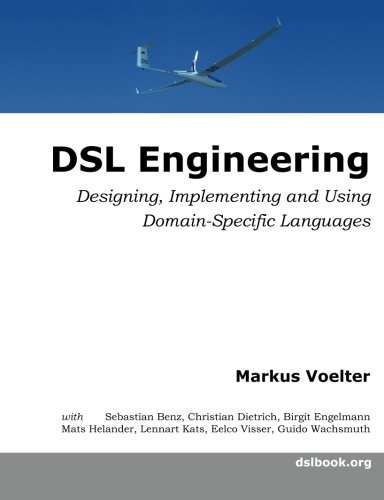 DSL Engineering
Designing, Implementing and Using
Domain-Specific Languages
Markus Voelter
with Sebastian Benz, Christian Dietrich, Birgit Engelmann
Mats Helander, Lennart Kats, Eelco Visser, Guido Wachsmuth
dslbook.org